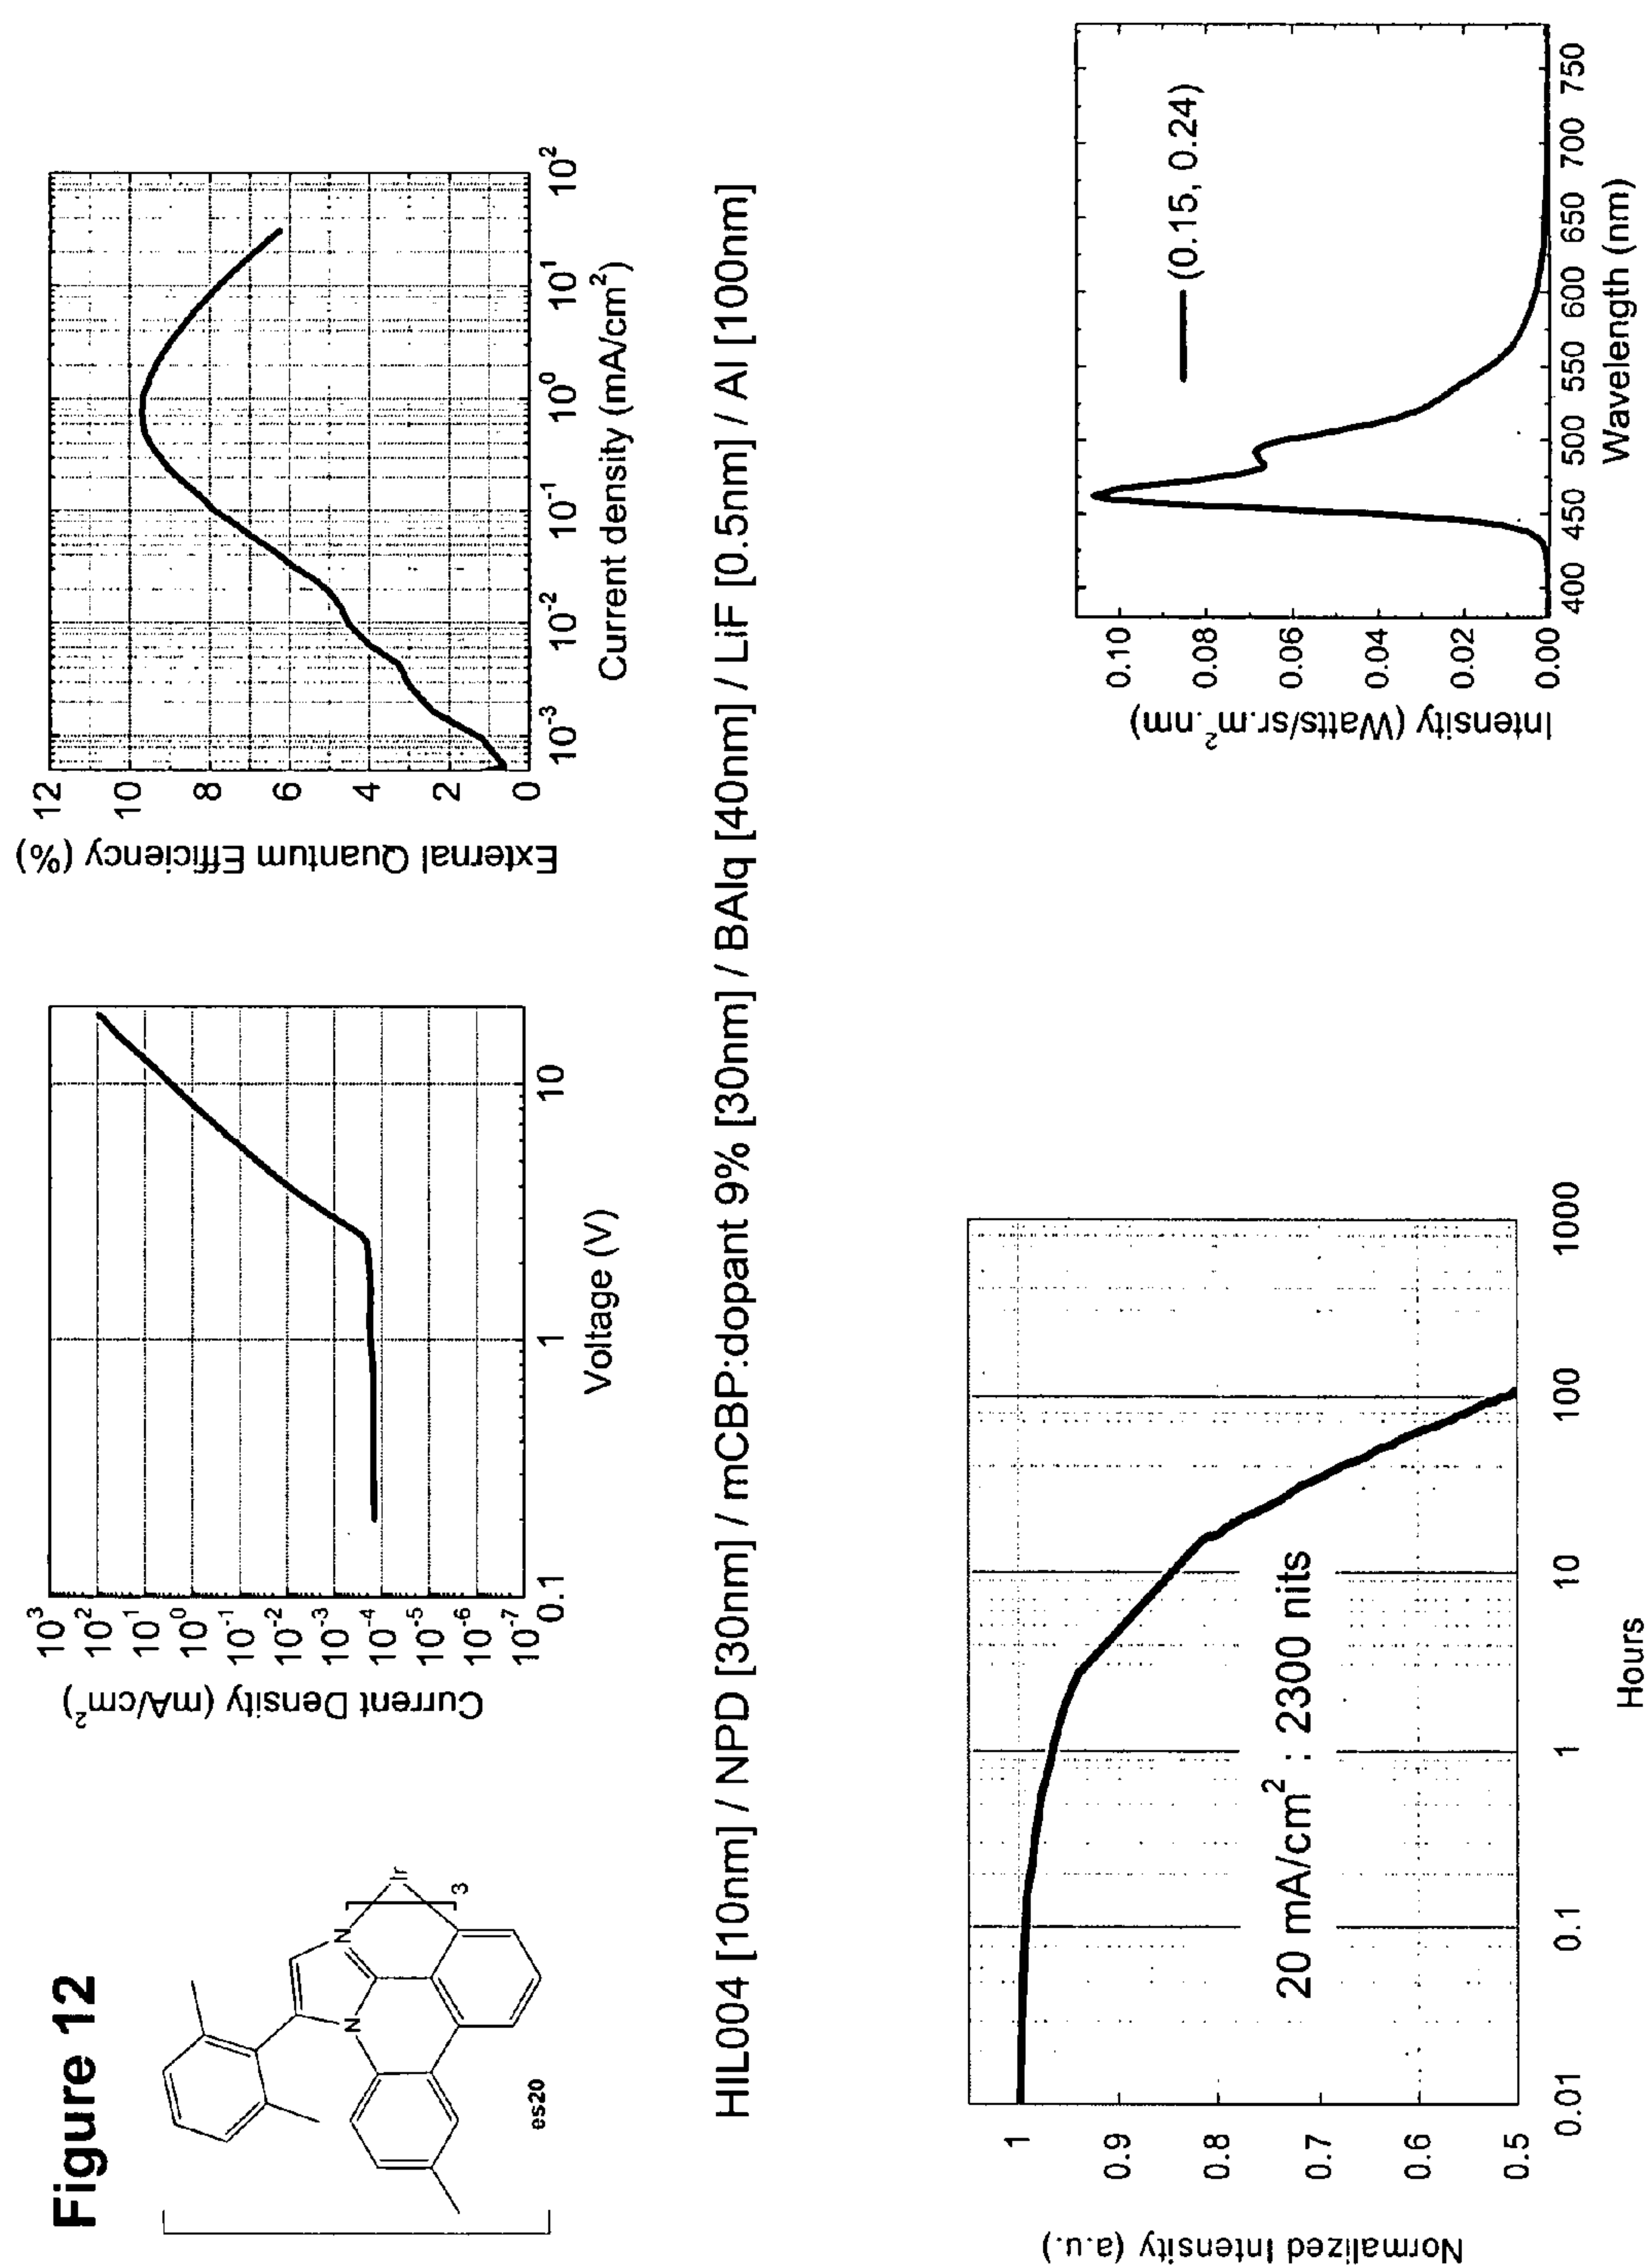 Figure 12
N
N
Ir
3
es20
Current Density (mA/cm²)
10³
10²
10¹
10⁰
10⁻¹
10⁻²
10⁻³
10⁻⁴
10⁻⁵
10⁻⁶
10⁻⁷
0.1 1 10
Voltage (V)
External Quantum Efficiency (%)
12
10
8
6
4
2
0
10⁻³ 10⁻² 10⁻¹ 10⁰ 10¹ 10²
Current density (mA/cm²)
HIL004 [10nm] / NPD [30nm] / mCBP:dopant 9% [30nm] / BAlq [40nm] / LiF [0.5nm] / Al [100nm]
Normalized Intensity (a.u.)
1
0.9
0.8
0.7
0.6
0.5
20 mA/cm² : 2300 nits
0.01 0.1 1 10 100 1000
Hours
Intensity (Watts/sr.m².nm)
0.10
0.08
0.06
0.04
0.02
0.00
(0.15, 0.24)
400 450 500 550 600 650 700 750
Wavelength (nm)